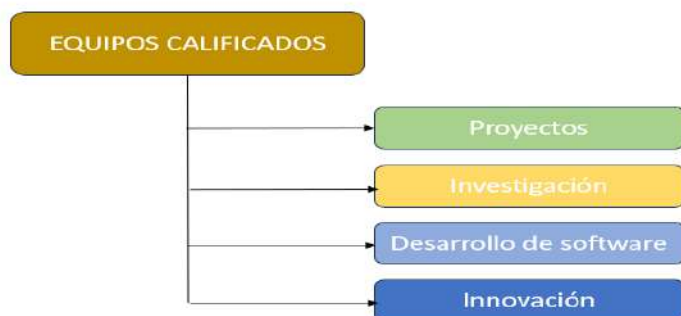 EQUIPOS CALIFICADOS
Proyectos
Investigación
Desarrollo de software
Innovación